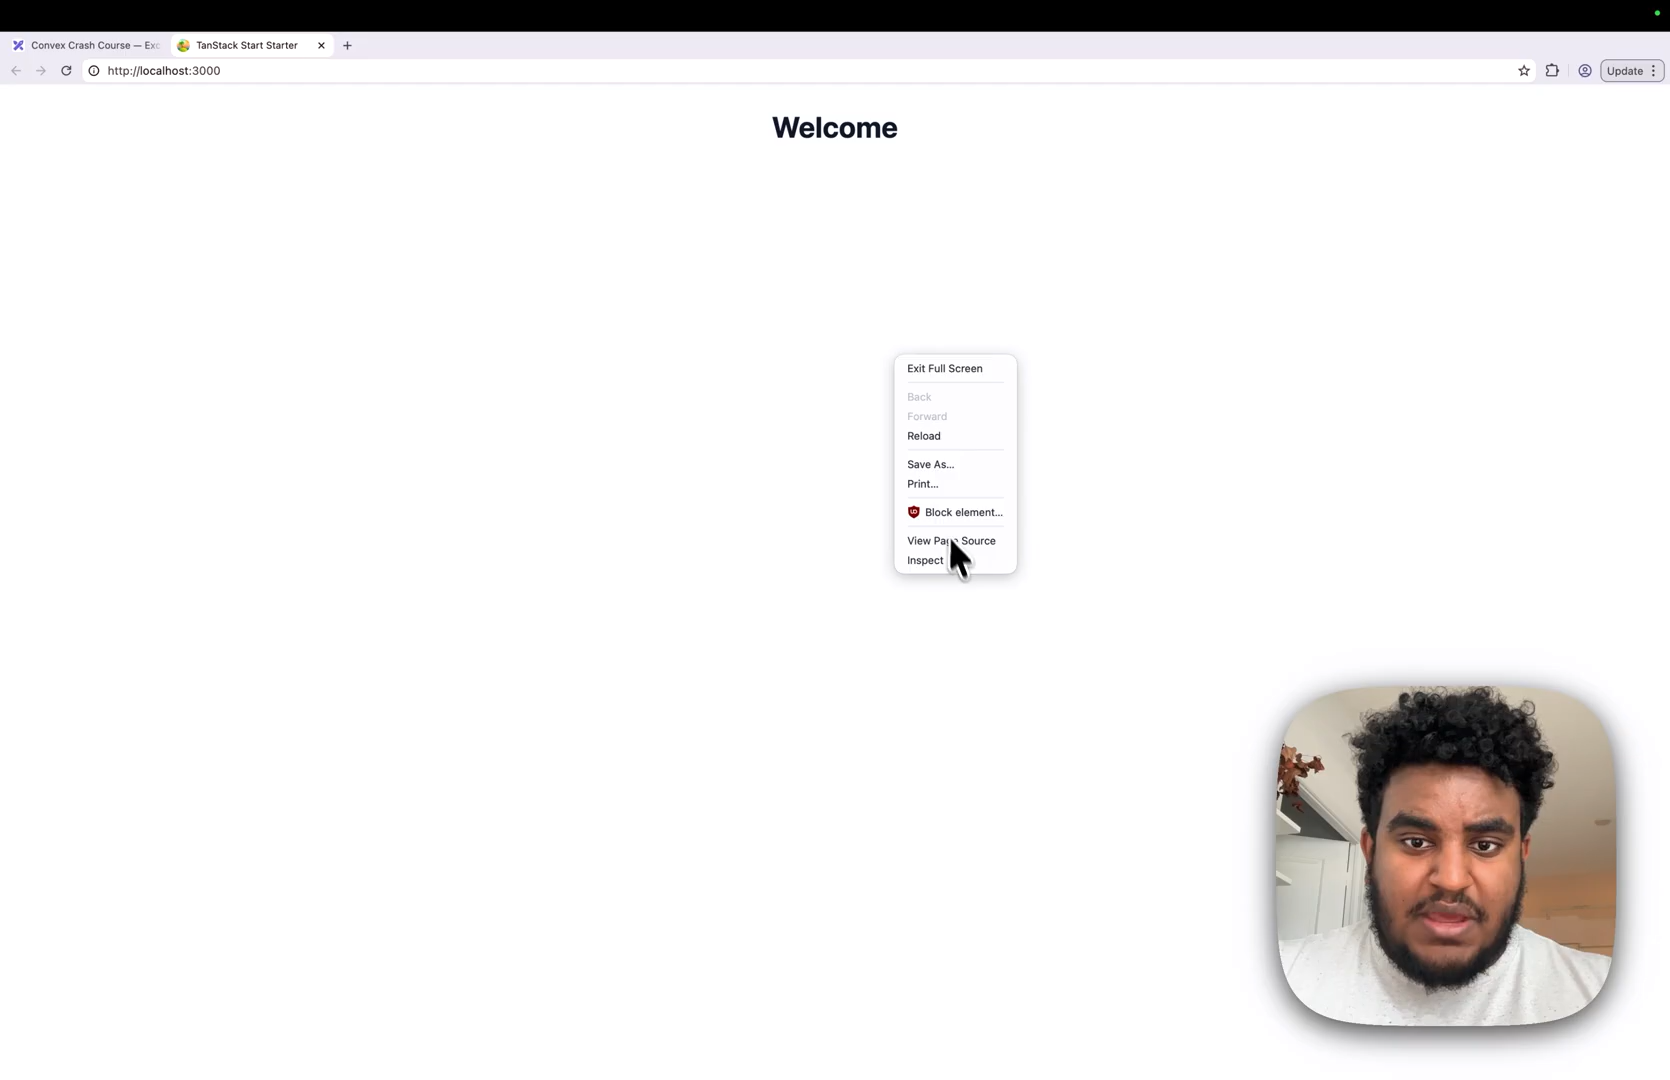 Convex Crash Course — Exc
TanStack Start Starter
http://localhost:3000
Update
Welcome
Exit Full Screen
Back
Forward
Reload
Save As...
Print...
Block element...
View Page Source
Inspect